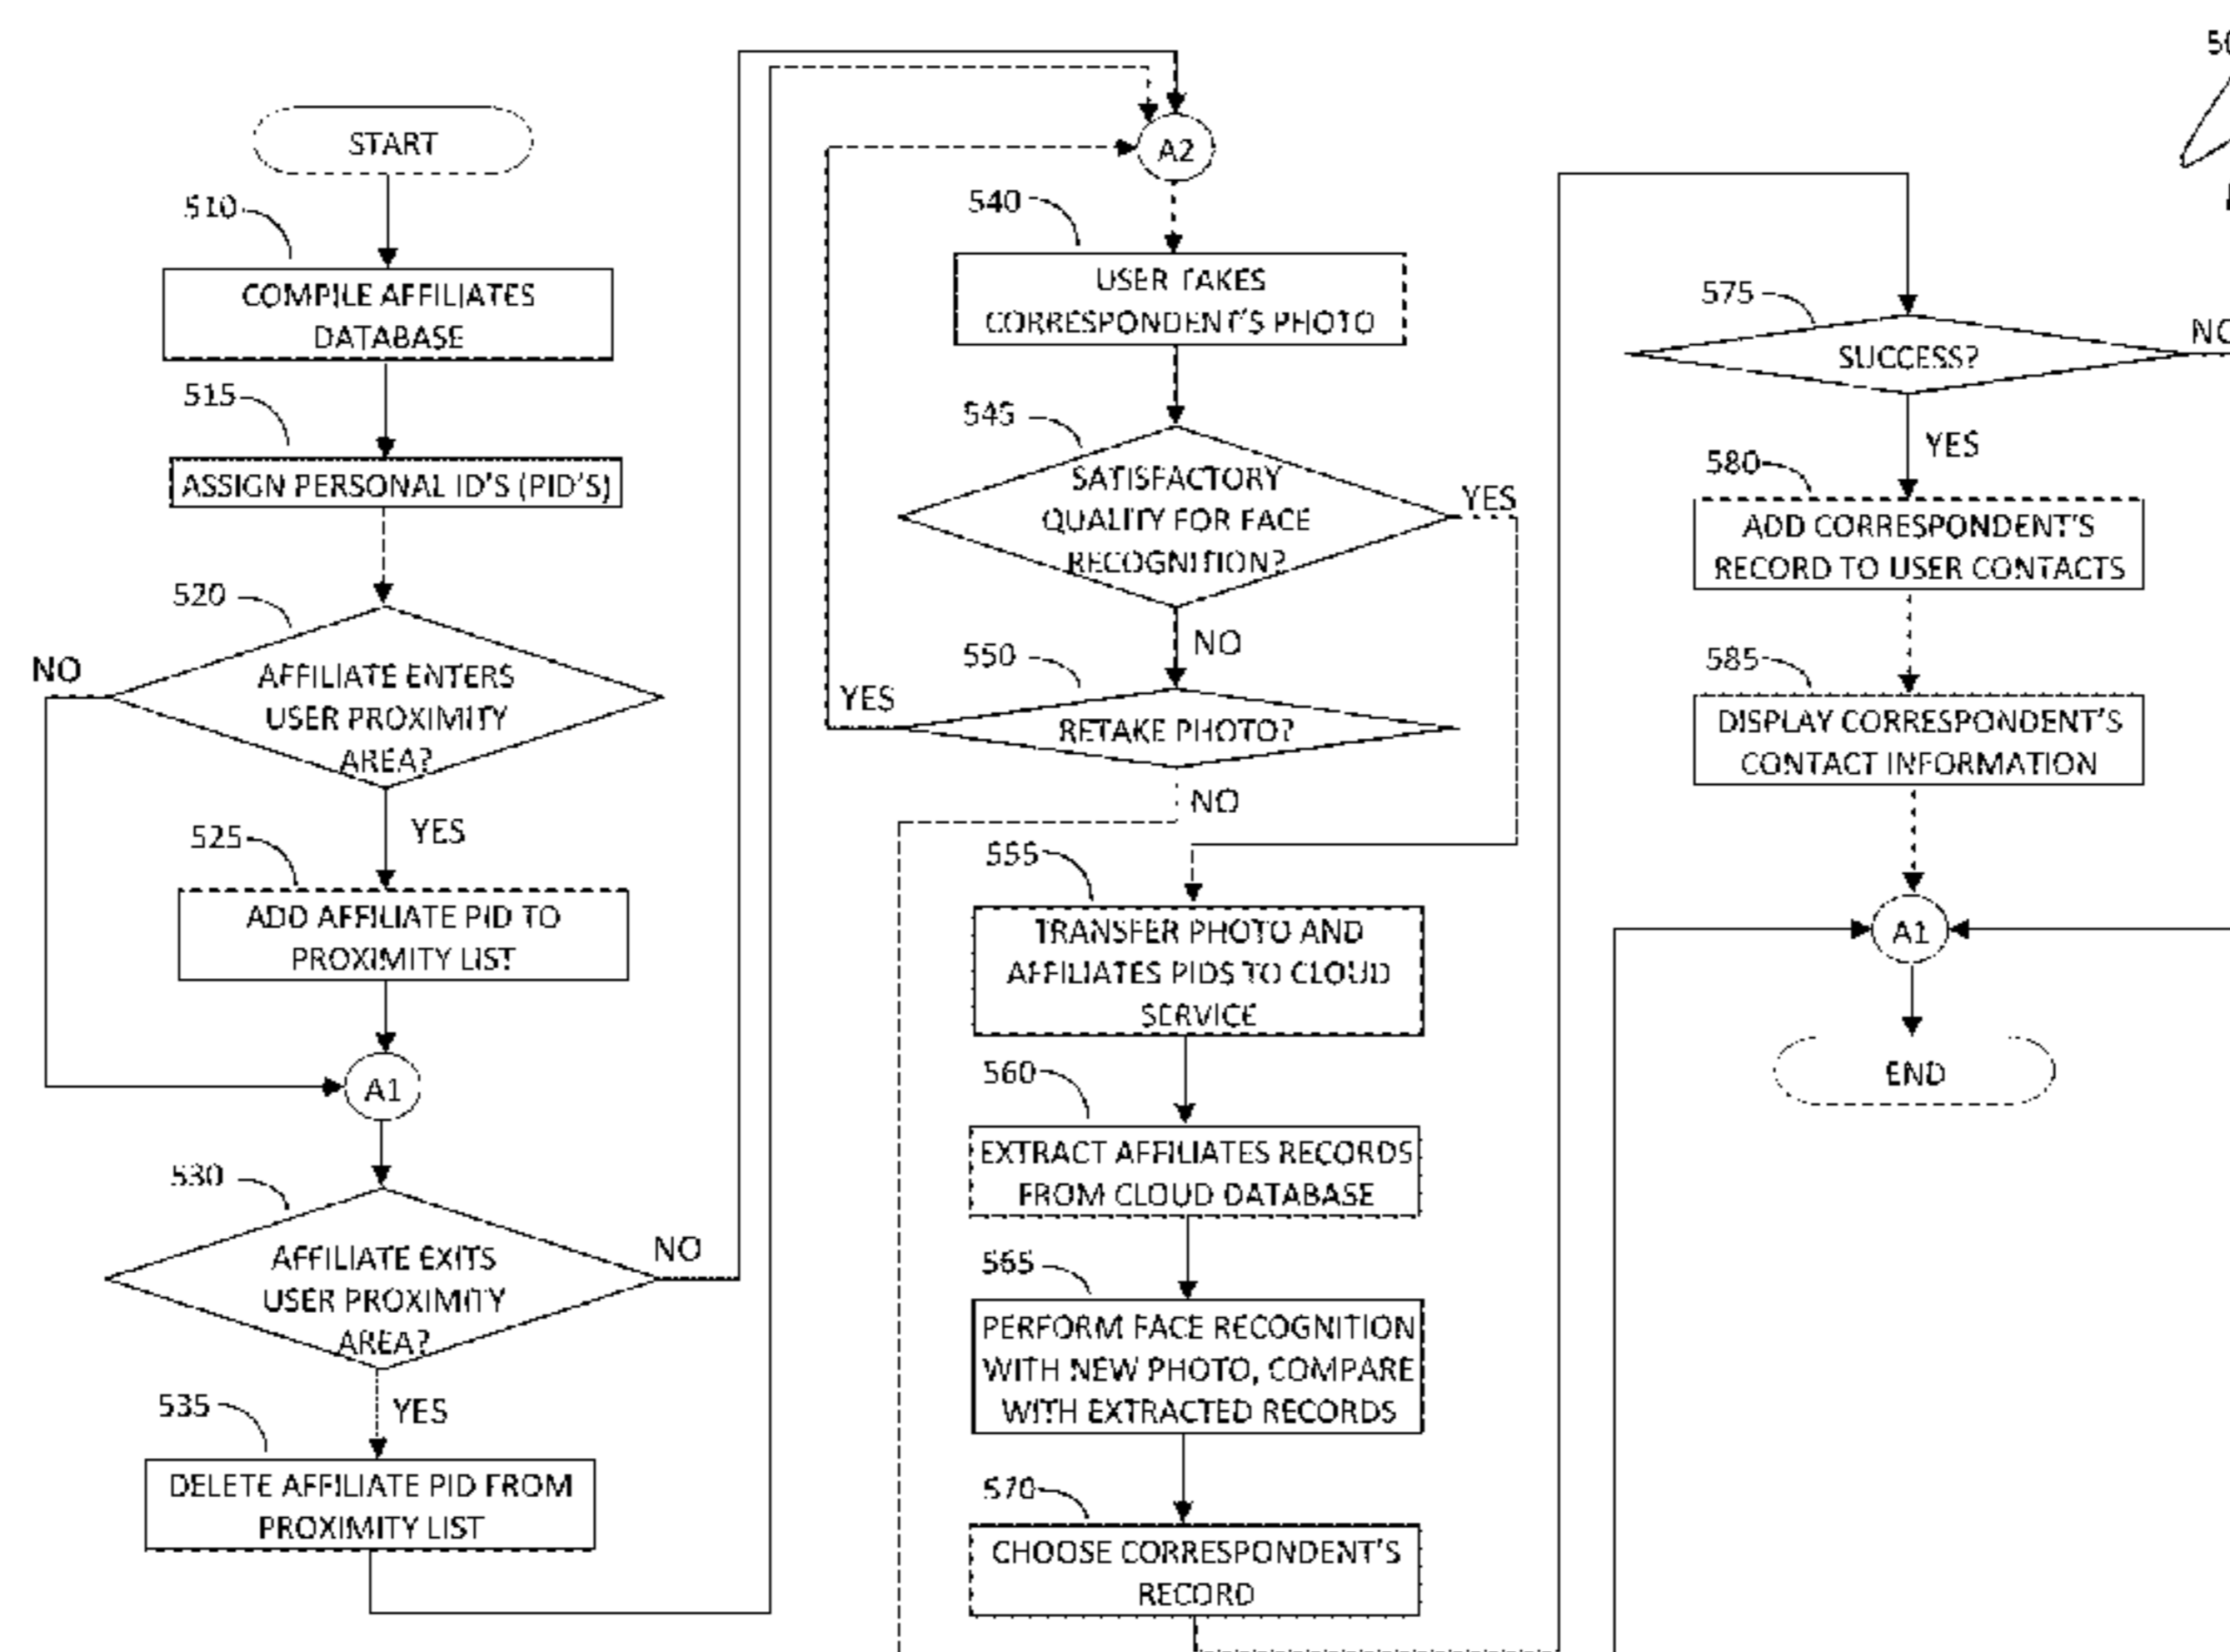 START
510
COMPILE AFFILIATES
DATABASE
515
ASSIGN PERSONAL ID'S (PID'S)
520
NO
AFFILIATE ENTERS
USER PROXIMITY
AREA?
YES
525
ADD AFFILIATE PID TO
PROXIMITY LIST
A1
530
NO
AFFILIATE EXITS
USER PROXIMITY
AREA?
YES
535
DELETE AFFILIATE PID FROM
PROXIMITY LIST
A2
540
USER TAKES
CORRESPONDENT'S PHOTO
545
SATISFACTORY
QUALITY FOR FACE
RECOGNITION?
YES
NO
550
YES
RETAKE PHOTO?
NO
555
TRANSFER PHOTO AND
AFFILIATES PIDS TO CLOUD
SERVICE
560
EXTRACT AFFILIATES RECORDS
FROM CLOUD DATABASE
565
PERFORM FACE RECOGNITION
WITH NEW PHOTO, COMPARE
WITH EXTRACTED RECORDS
570
CHOOSE CORRESPONDENT'S
RECORD
575
SUCCESS?
NO
YES
580
ADD CORRESPONDENT'S
RECORD TO USER CONTACTS
585
DISPLAY CORRESPONDENT'S
CONTACT INFORMATION
A1
END